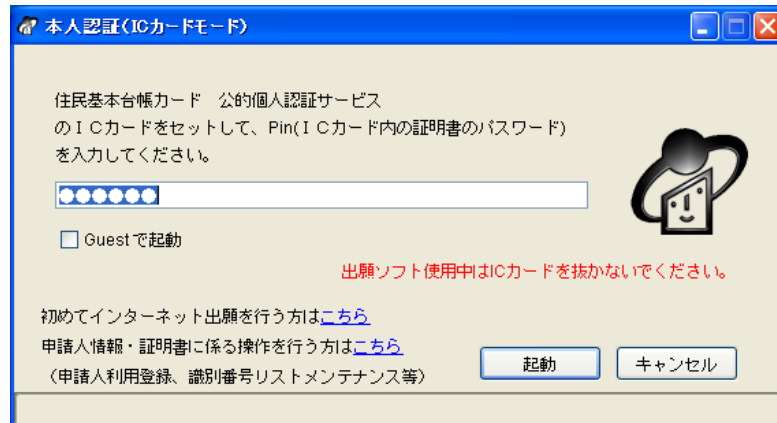 本人認証(ICカードモード)
住民基本台帳カード　公的個人認証サービス
のＩＣカードをセットして、Pin(ＩＣカード内の証明書のパスワード)
を入力してください。
●●●●●●
Guestで起動
出願ソフト使用中はICカードを抜かないでください。
初めてインターネット出願を行う方はこちら
申請人情報・証明書に係る操作を行う方はこちら
（申請人利用登録、識別番号リストメンテナンス等）
起動
キャンセル